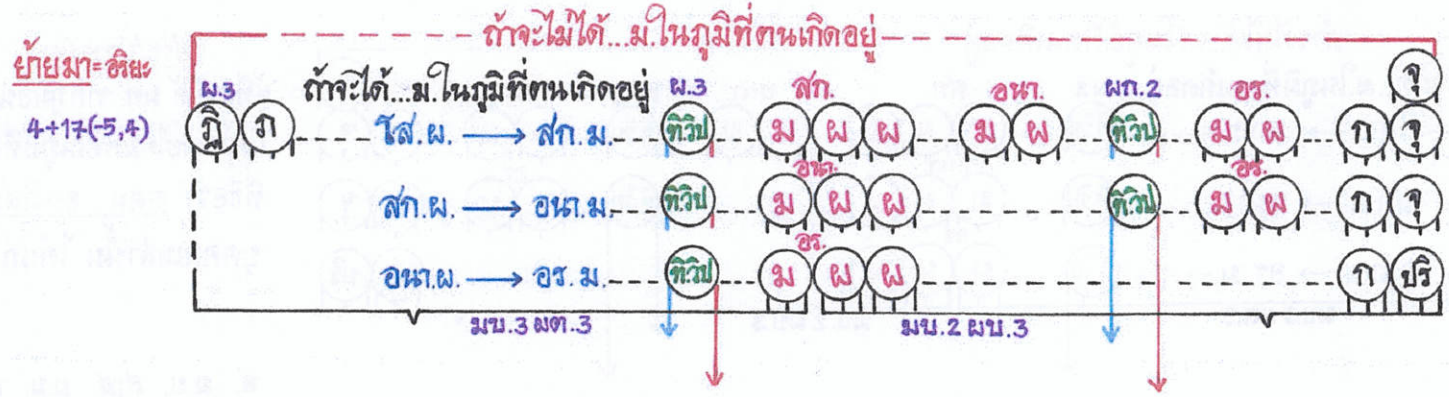 ถ้าจะไม่ได้...ม.ในภูมิที่ตนเกิดอยู่
ย้ายมา=อริยะ
4+17(-5,4)
ผ.3 ถ้าจะได้...ม.ในภูมิที่ตนเกิดอยู่ ผ.3 สก. อนา. ผก.2 อร. จุ
ฏิ ภ โส.ผ. → สก.ม. ทิวิป ม ผ ผ ม ผ ทิวิป ม ผ ก จุ
อนา. อร.
สก.ผ. → อนา.ม. ทิวิป ม ผ ผ ทิวิป ม ผ ก จุ
อร.
อนา.ผ. → อร.ม. ทิวิป ม ผ ผ ก ปริ
มบ.3 ผต.3 มบ.2 ผบ.3